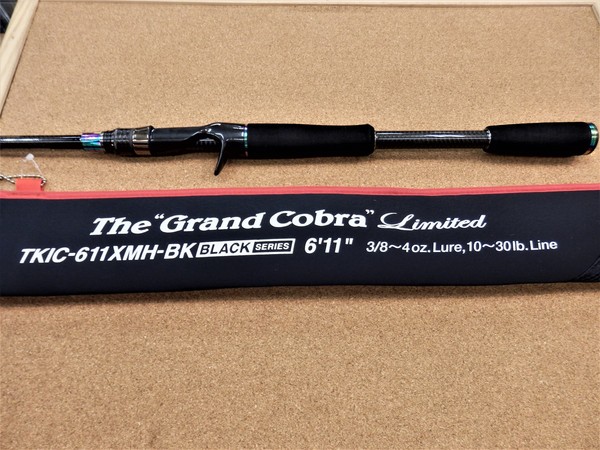 The "Grand Cobra" Limited
TKIC-611XMH-BK BLACK SERIES 6'11" 3/8～4oz. Lure, 10～30lb. Line